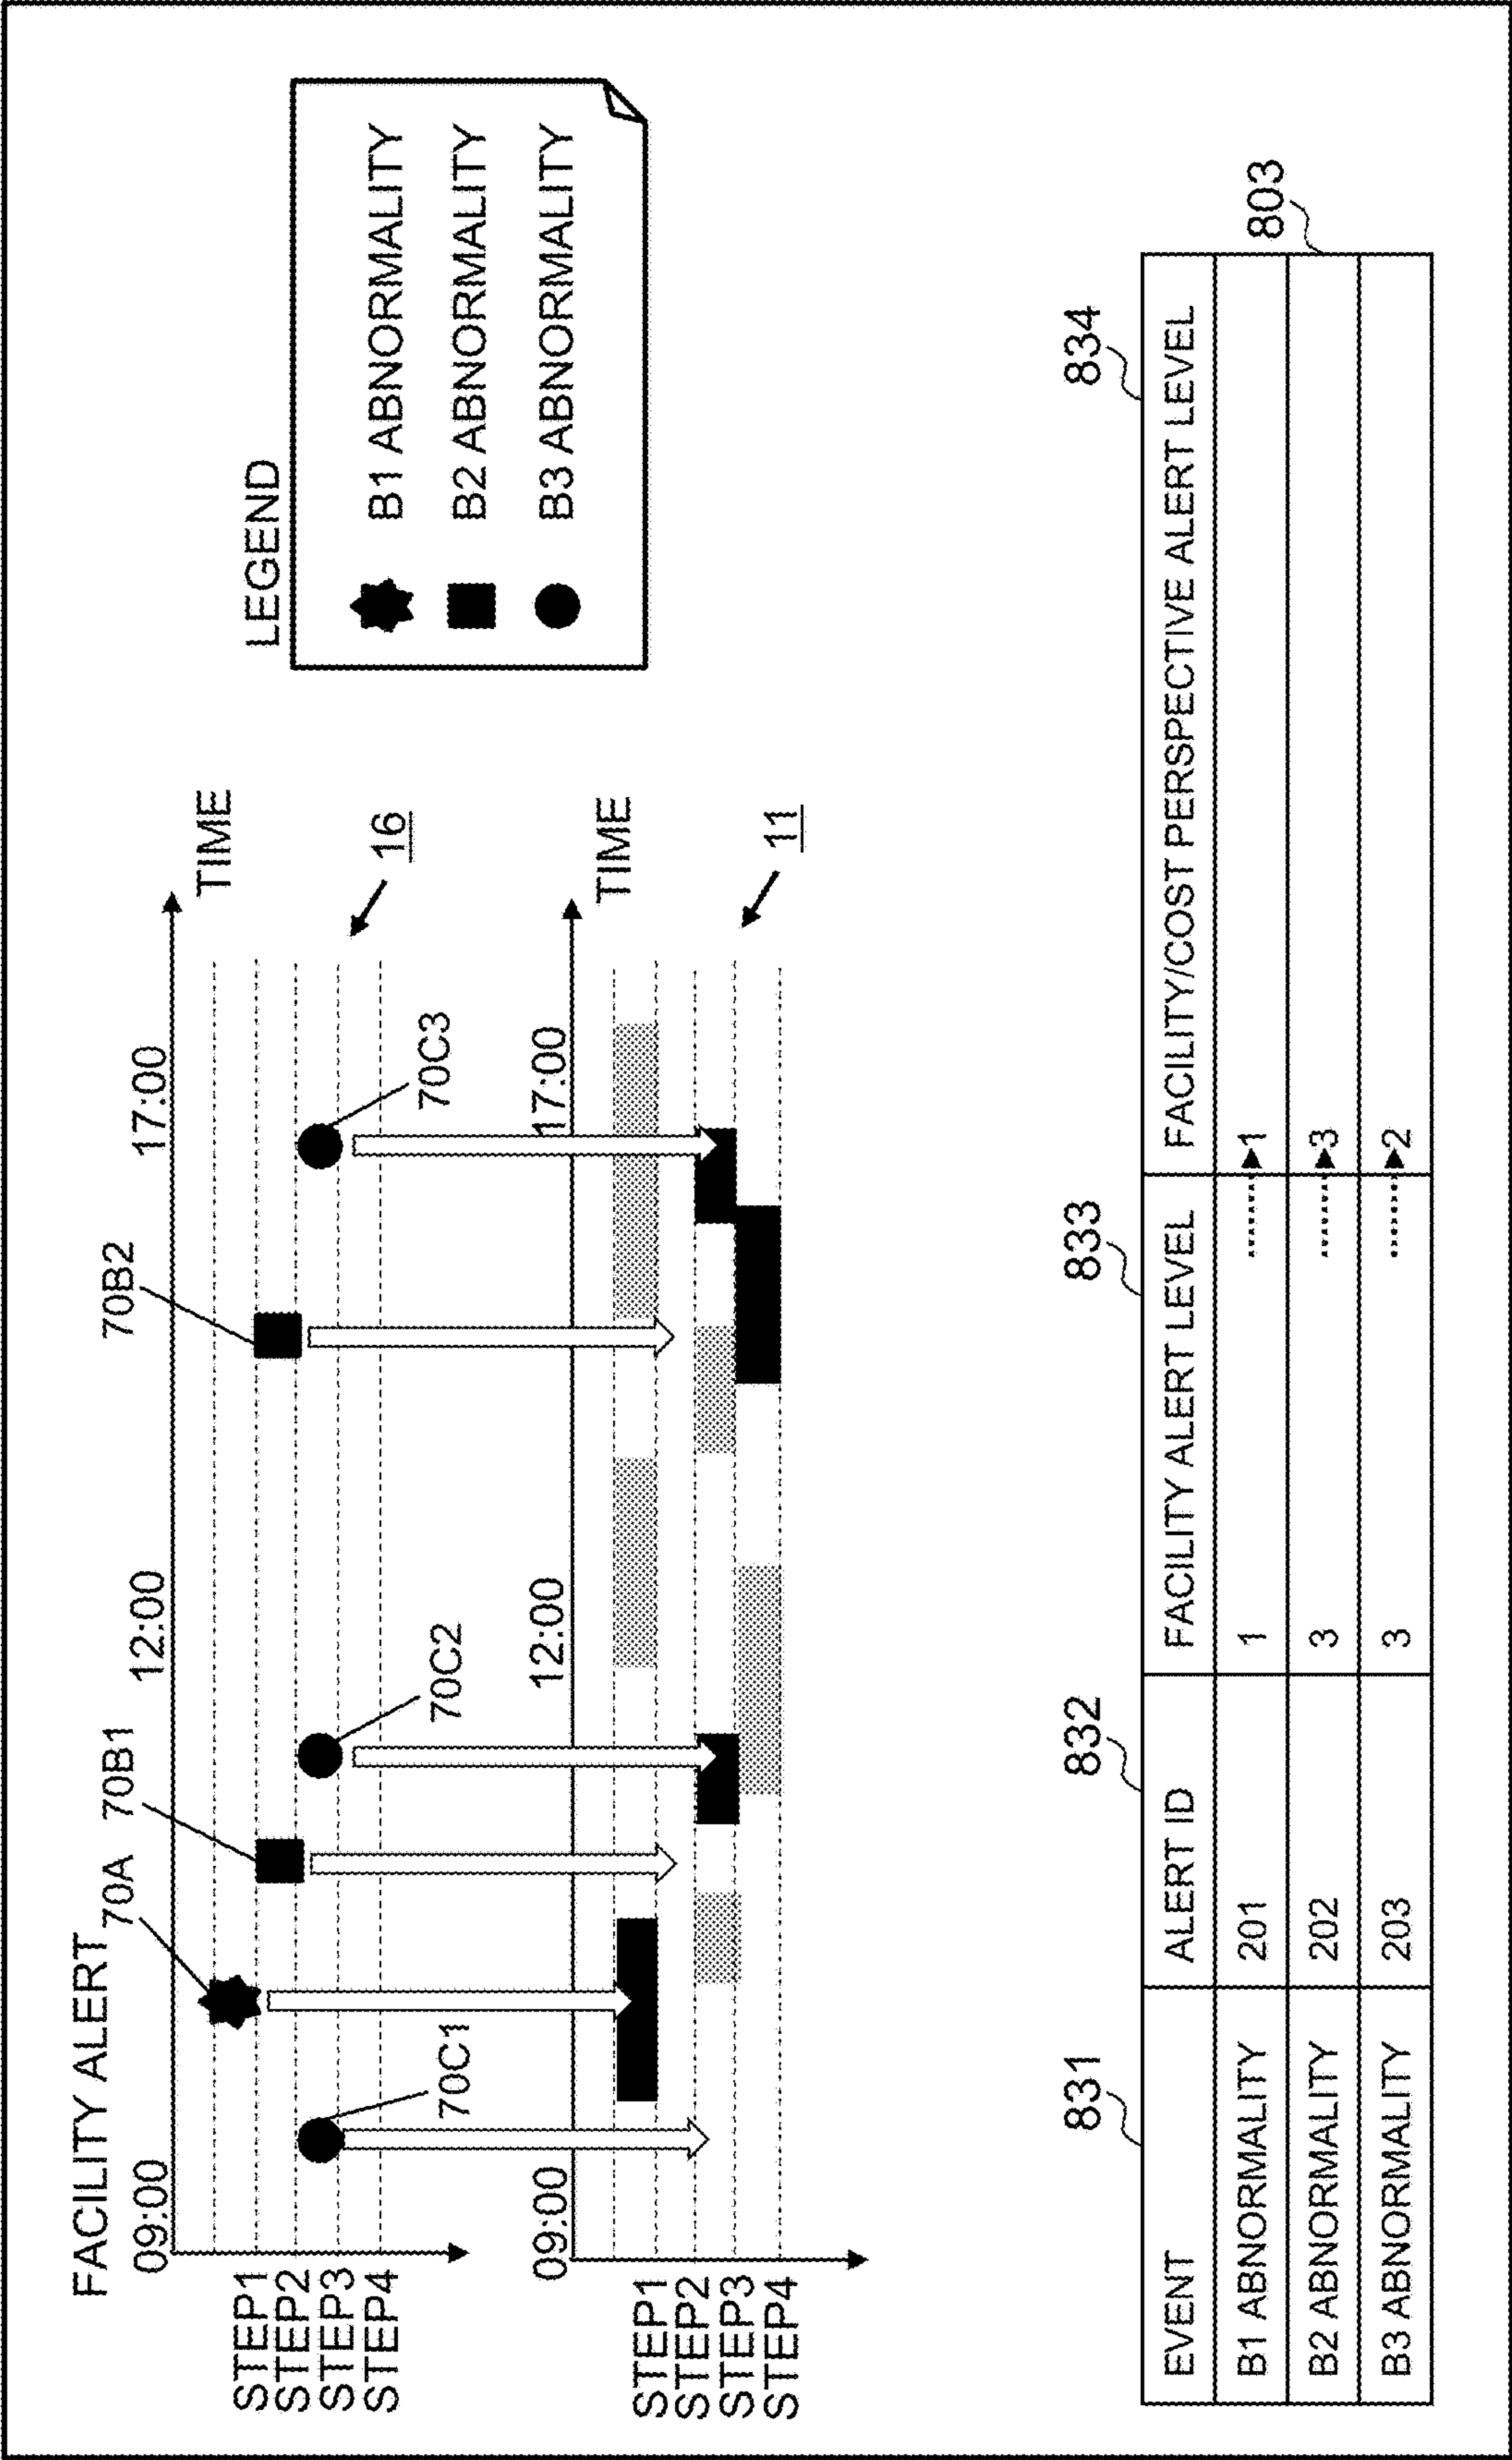 FACILITY ALERT
70A
70B1
70B2
09:00
12:00
17:00
TIME
STEP1
STEP2
STEP3
STEP4
70C1
70C2
70C3
16
09:00
12:00
17:00
TIME
STEP1
STEP2
STEP3
STEP4
11
LEGEND
B1 ABNORMALITY
B2 ABNORMALITY
B3 ABNORMALITY
831
832
833
834
EVENT ALERT ID FACILITY ALERT LEVEL FACILITY/COST PERSPECTIVE ALERT LEVEL
B1 ABNORMALITY 201 1 1
B2 ABNORMALITY 202 3 3
B3 ABNORMALITY 203 3 2
803